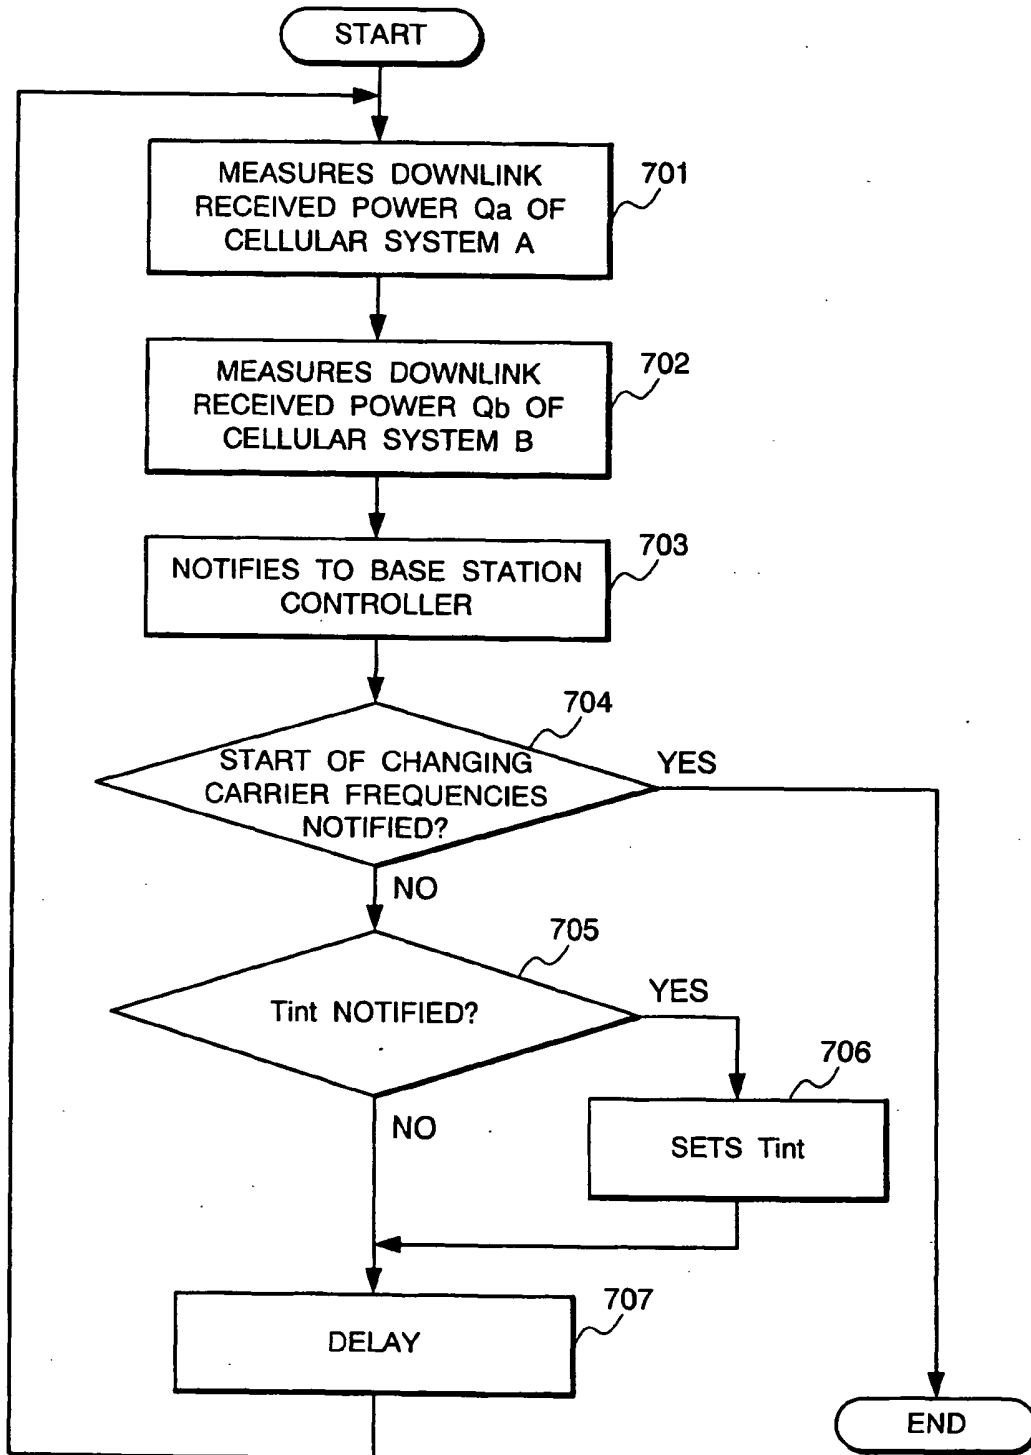 START
MEASURES DOWNLINK
RECEIVED POWER Qa OF
CELLULAR SYSTEM A
701
MEASURES DOWNLINK
RECEIVED POWER Qb OF
CELLULAR SYSTEM B
702
NOTIFIES TO BASE STATION
CONTROLLER
703
704
START OF CHANGING
CARRIER FREQUENCIES
NOTIFIED?
YES
NO
705
Tint NOTIFIED?
YES
706
NO
SETS Tint
707
DELAY
END